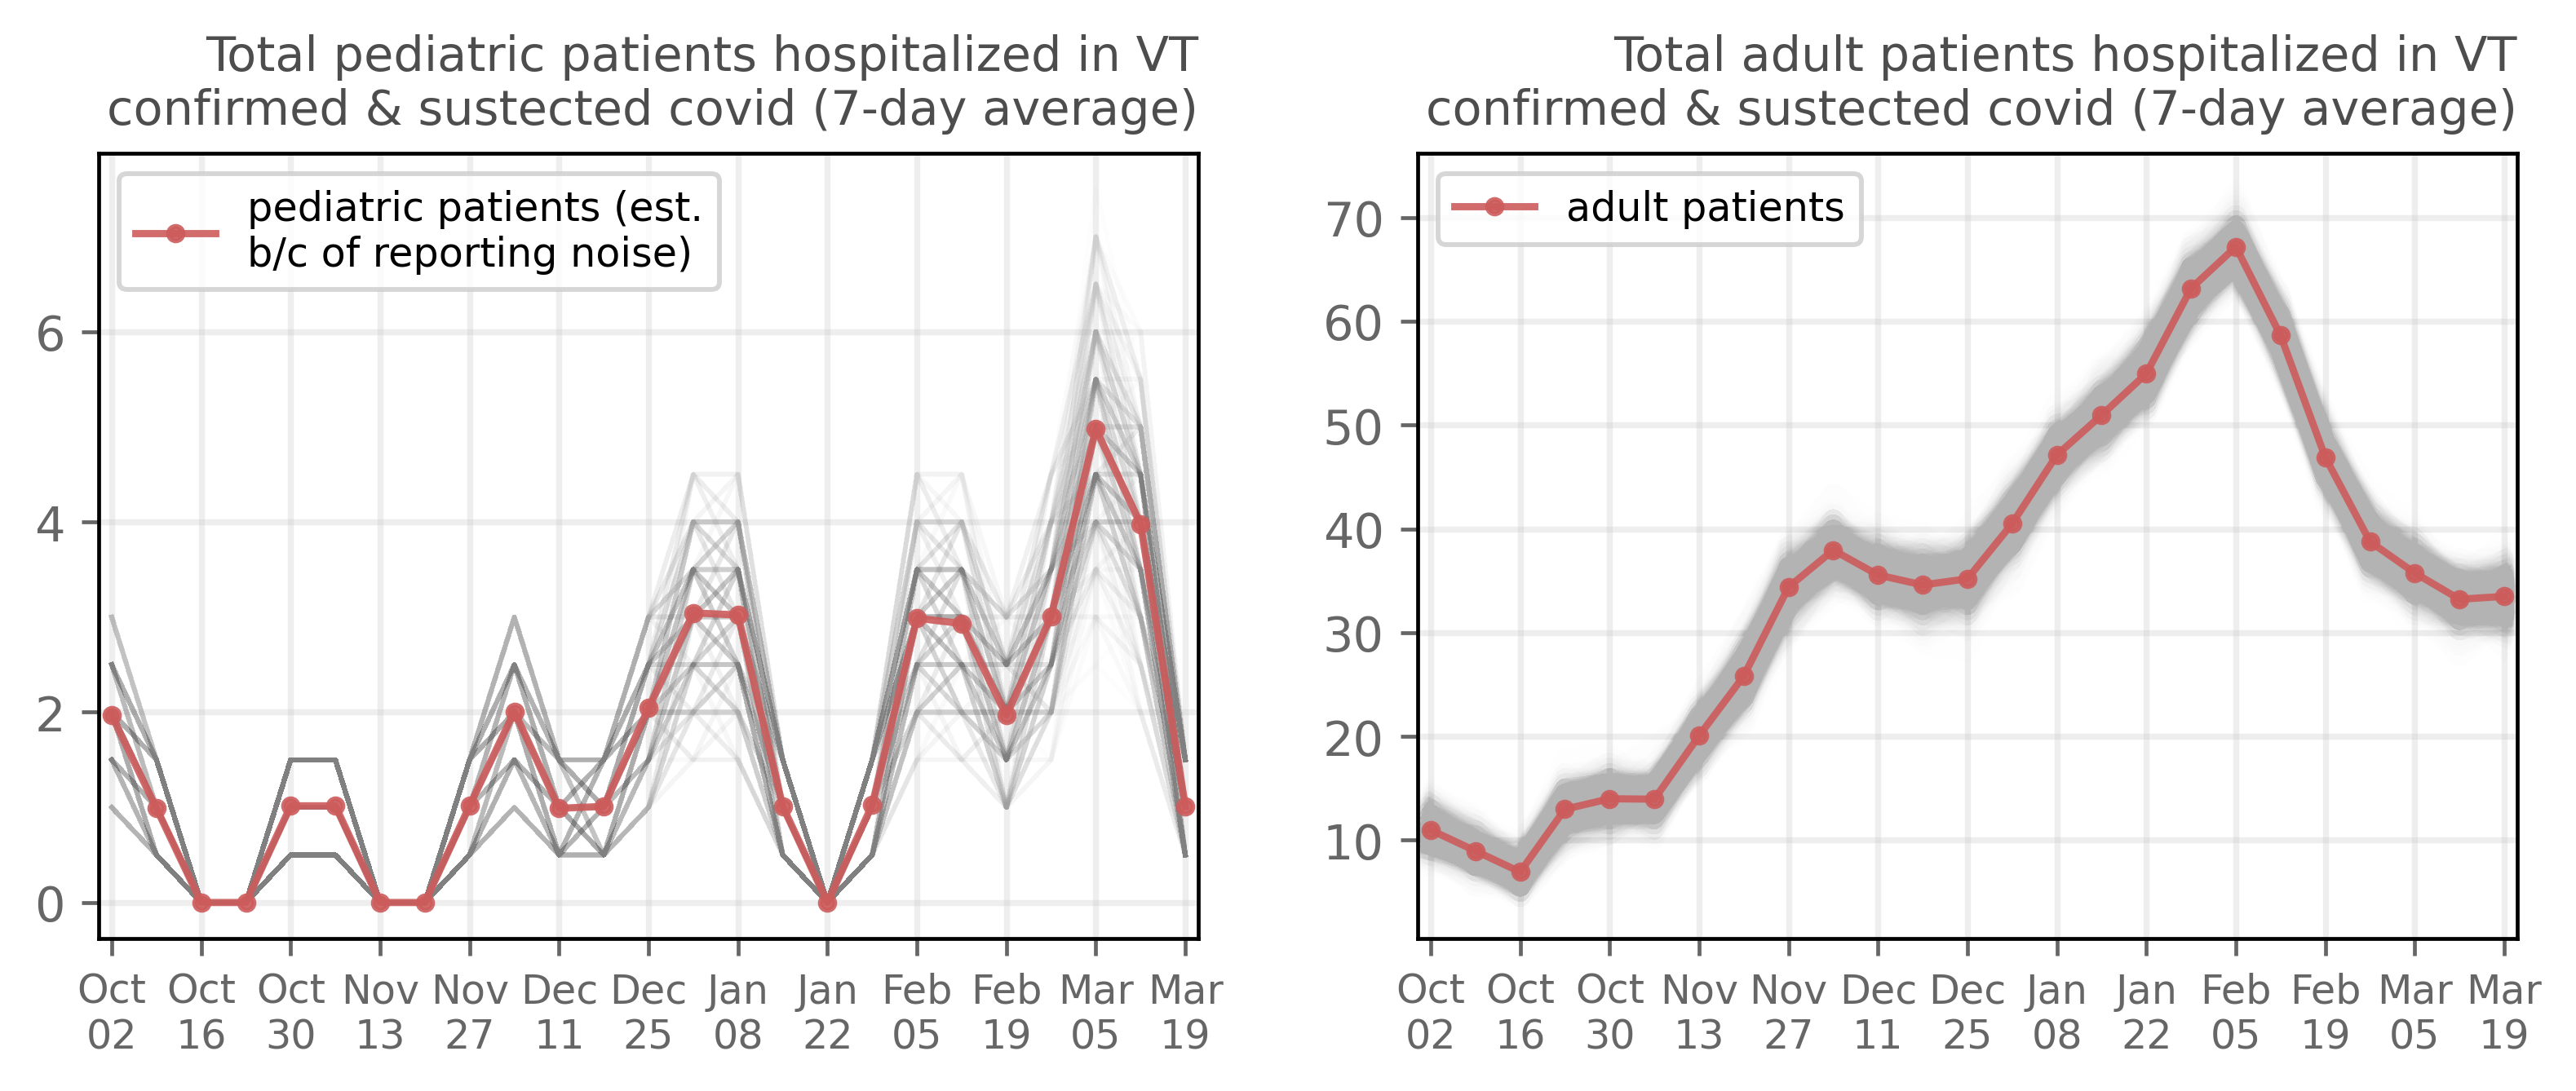 Total pediatric patients hospitalized in VT
confirmed & sustected covid (7-day average)
pediatric patients (est.
b/c of reporting noise)
6
4
2
0
Oct Oct Oct Nov Nov Dec Dec Jan Jan Feb Feb Mar Mar
02 16 30 13 27 11 25 08 22 05 19 05 19
Total adult patients hospitalized in VT
confirmed & sustected covid (7-day average)
adult patients
70
60
50
40
30
20
10
Oct Oct Oct Nov Nov Dec Dec Jan Jan Feb Feb Mar Mar
02 16 30 13 27 11 25 08 22 05 19 05 19